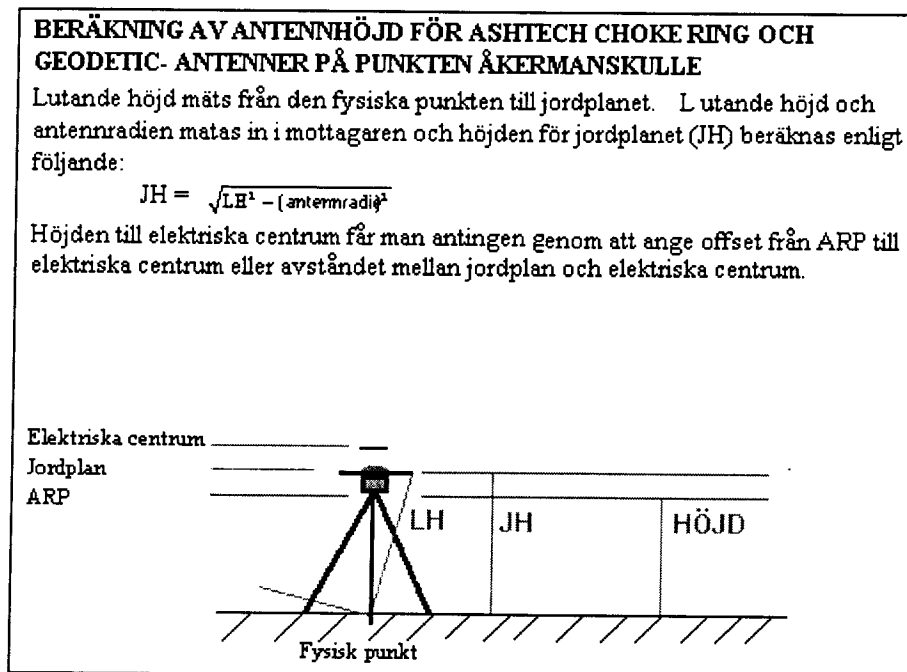 BERÄKNING AV ANTENNHÖJD FÖR ASHTECH CHOKE RING OCH
GEODETIC- ANTENNER PÅ PUNKTEN ÅKERMANSKULLE
Lutande höjd mäts från den fysiska punkten till jordplanet. L utande höjd och
antennradien matas in i mottagaren och höjden för jordplanet (JH) beräknas enligt
följande:
JH = √LH² - (antennradie)²
Höjden till elektriska centrum får man antingen genom att ange offset från ARP till
elektriska centrum eller avståndet mellan jordplan och elektriska centrum.
Elektriska centrum
Jordplan
ARP
LH JH HÖJD
Fysisk punkt